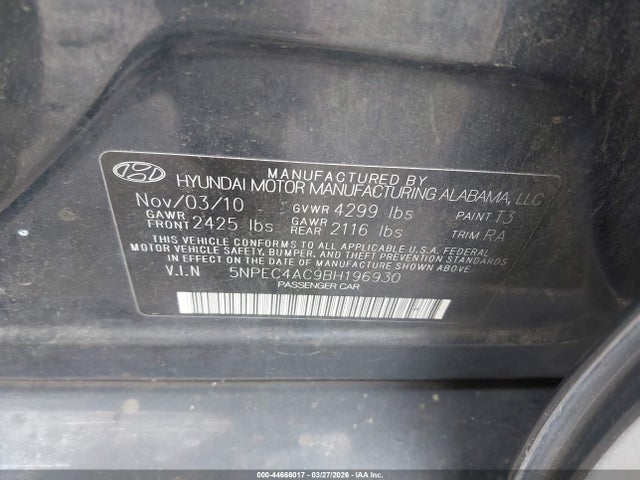 MANUFACTURED BY
HYUNDAI MOTOR MANUFACTURING ALABAMA, LLC
Nov/03/10 GVWR 4299 lbs PAINT T3
GAWR FRONT 2425 lbs GAWR REAR 2116 lbs TRIM RA
THIS VEHICLE CONFORMS TO ALL APPLICABLE U.S.A. FEDERAL
MOTOR VEHICLE SAFETY, BUMPER, AND THEFT PREVENTION STANDARDS
IN EFFECT ON THE DATE OF MANUFACTURE SHOWN ABOVE.
V.I.N 5NPEC4AC9BH196930
PASSENGER CAR
000-44666017 | 03/27/2026 | IAA Inc.